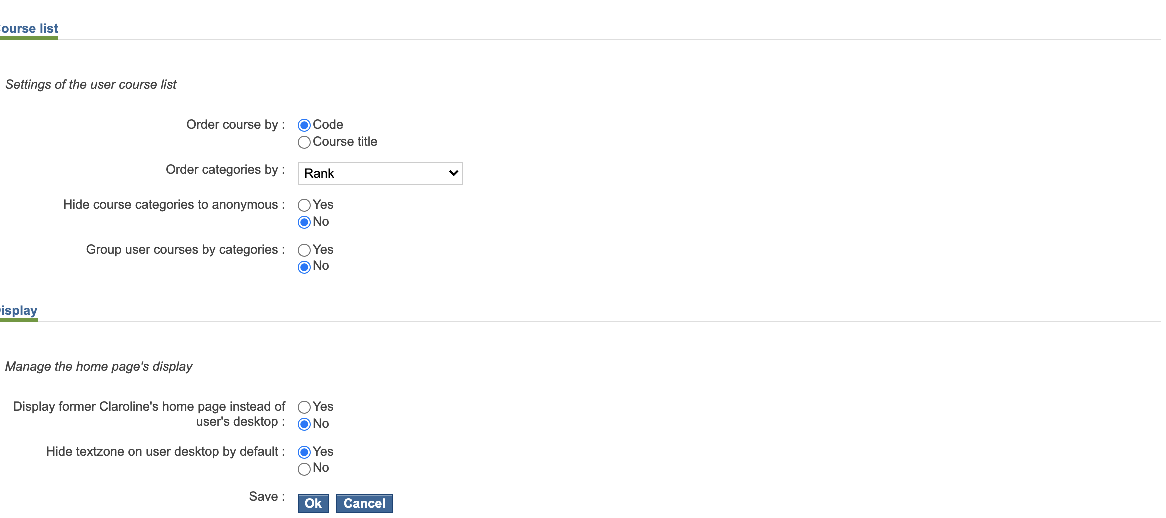 ourse list
Settings of the user course list
Order course by : Code
Course title
Order categories by : Rank
Hide course categories to anonymous : Yes
No
Group user courses by categories : Yes
No
isplay
Manage the home page's display
Display former Claroline's home page instead of Yes
user's desktop : No
Hide textzone on user desktop by default : Yes
No
Save : Ok Cancel